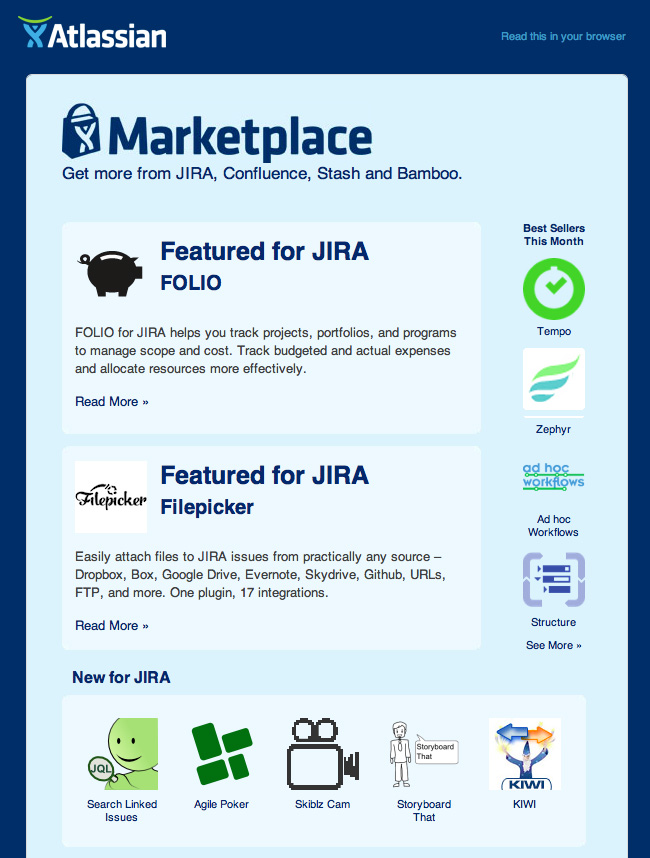 Atlassian
Read this in your browser
Marketplace
Get more from JIRA, Confluence, Stash and Bamboo.
Featured for JIRA
FOLIO
FOLIO for JIRA helps you track projects, portfolios, and programs
to manage scope and cost. Track budgeted and actual expenses
and allocate resources more effectively.
Read More »
Filepicker
Featured for JIRA
Filepicker
Easily attach files to JIRA issues from practically any source –
Dropbox, Box, Google Drive, Evernote, Skydrive, Github, URLs,
FTP, and more. One plugin, 17 integrations.
Read More »
Best Sellers
This Month
Tempo
Zephyr
ad hoc
workflows
Ad hoc
Workflows
Structure
See More »
New for JIRA
JQL
Search Linked
Issues
Agile Poker
Skiblz Cam
Storyboard
That
Storyboard
That
KIWI
KIWI